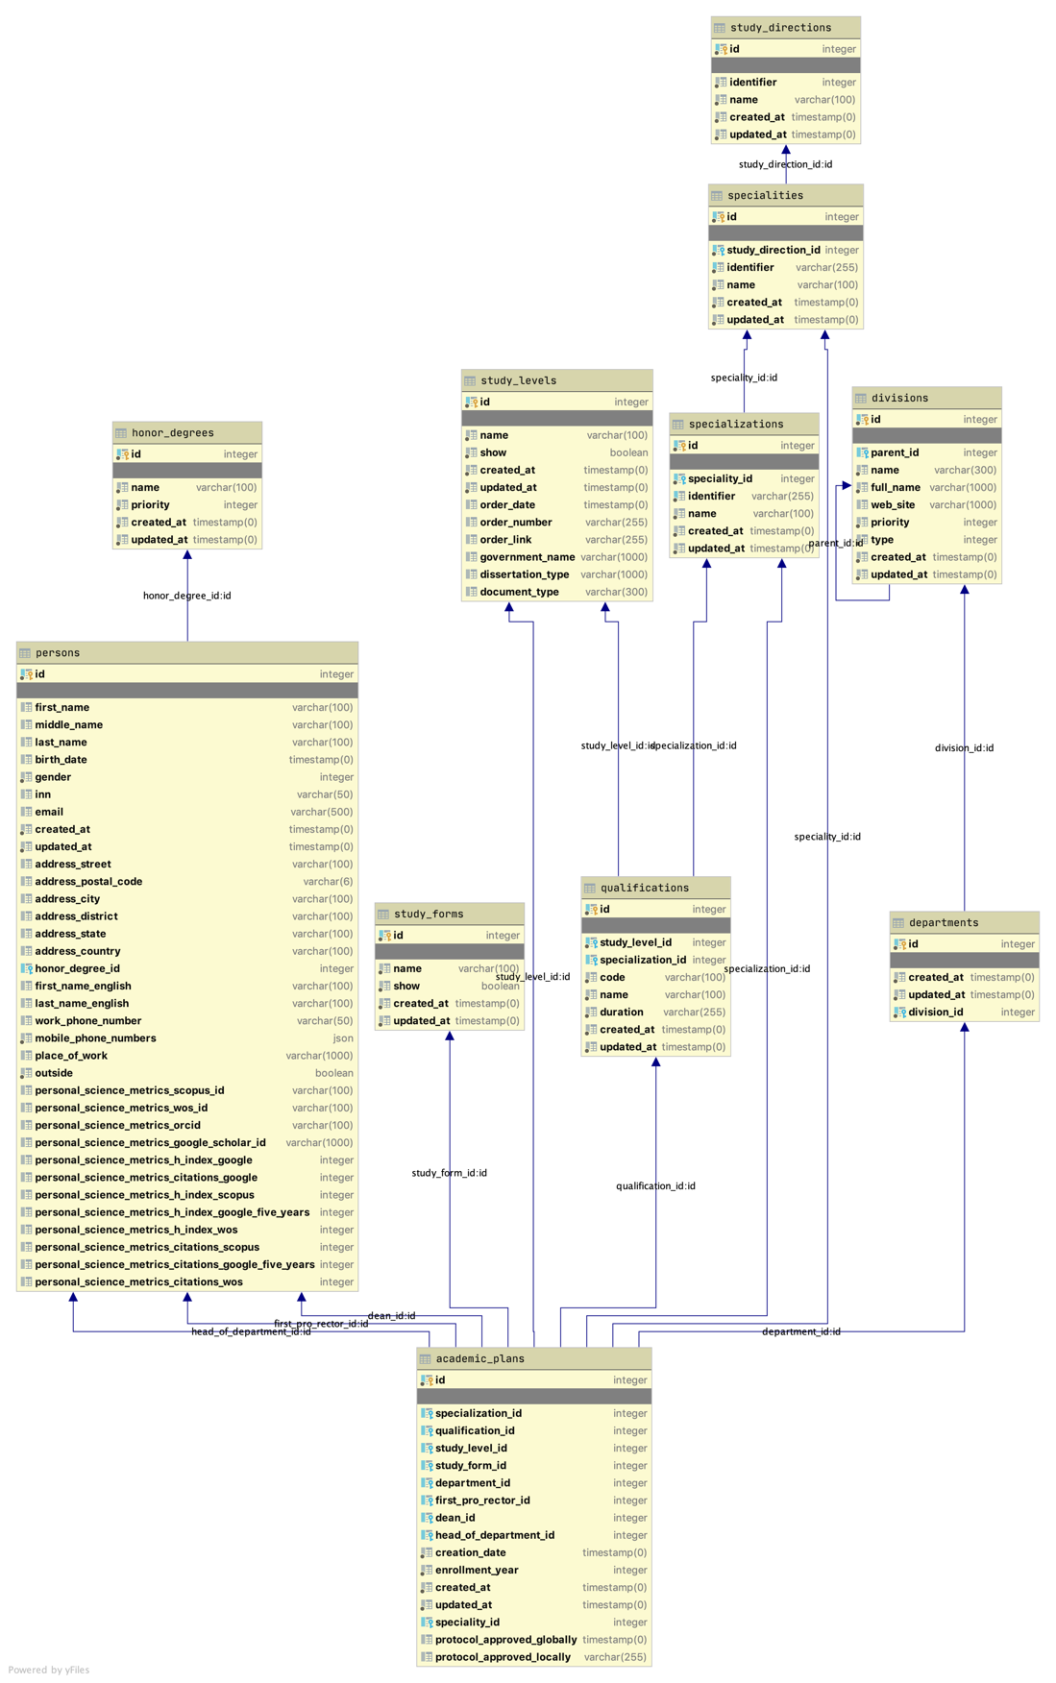 study_directions
id integer
identifier integer
name varchar(100)
created_at timestamp(0)
updated_at timestamp(0)
study_direction_id:id
specialities
id integer
study_direction_id integer
identifier varchar(255)
name varchar(100)
created_at timestamp(0)
updated_at timestamp(0)
speciality_id:id
study_levels
id integer
name varchar(100)
show boolean
created_at timestamp(0)
updated_at timestamp(0)
order_date timestamp(0)
order_number varchar(255)
order_link varchar(255)
government_name varchar(1000)
dissertation_type varchar(1000)
document_type varchar(300)
specializations
id integer
speciality_id integer
identifier varchar(255)
name varchar(100)
created_at timestamp(0)
updated_at timestamp(0)
divisions
id integer
parent_id integer
name varchar(300)
full_name varchar(1000)
web_site varchar(1000)
priority integer
type integer
created_at timestamp(0)
updated_at timestamp(0)
parent_id:id
honor_degrees
id integer
name varchar(100)
priority integer
created_at timestamp(0)
updated_at timestamp(0)
honor_degree_id:id
persons
id integer
first_name varchar(100)
middle_name varchar(100)
last_name varchar(100)
birth_date timestamp(0)
gender integer
inn varchar(50)
email varchar(500)
created_at timestamp(0)
updated_at timestamp(0)
address_street varchar(100)
address_postal_code varchar(6)
address_city varchar(100)
address_district varchar(100)
address_state varchar(100)
address_country varchar(100)
honor_degree_id integer
first_name_english varchar(100)
last_name_english varchar(100)
work_phone_number varchar(50)
mobile_phone_numbers json
place_of_work varchar(1000)
outside boolean
personal_science_metrics_scopus_id varchar(100)
personal_science_metrics_wos_id varchar(100)
personal_science_metrics_orcid varchar(100)
personal_science_metrics_google_scholar_id varchar(1000)
personal_science_metrics_h_index_google integer
personal_science_metrics_citations_google integer
personal_science_metrics_h_index_scopus integer
personal_science_metrics_h_index_google_five_years integer
personal_science_metrics_h_index_wos integer
personal_science_metrics_citations_scopus integer
personal_science_metrics_citations_google_five_years integer
personal_science_metrics_citations_wos integer
study_level_id:id
specialization_id:id
division_id:id
speciality_id:id
study_forms
id integer
name varchar(100)
show boolean
created_at timestamp(0)
updated_at timestamp(0)
study_level_id:id
qualifications
id integer
study_level_id integer
specialization_id integer
code varchar(100)
name varchar(100)
duration varchar(255)
created_at timestamp(0)
updated_at timestamp(0)
specialization_id:id
departments
id integer
created_at timestamp(0)
updated_at timestamp(0)
division_id integer
study_form_id:id
qualification_id:id
dean_id:id
first_pro_rector_id:id
head_of_department_id:id
department_id:id
academic_plans
id integer
specialization_id integer
qualification_id integer
study_level_id integer
study_form_id integer
department_id integer
first_pro_rector_id integer
dean_id integer
head_of_department_id integer
creation_date timestamp(0)
enrollment_year integer
created_at timestamp(0)
updated_at timestamp(0)
speciality_id integer
protocol_approved_globally timestamp(0)
protocol_approved_locally varchar(255)
Powered by yFiles